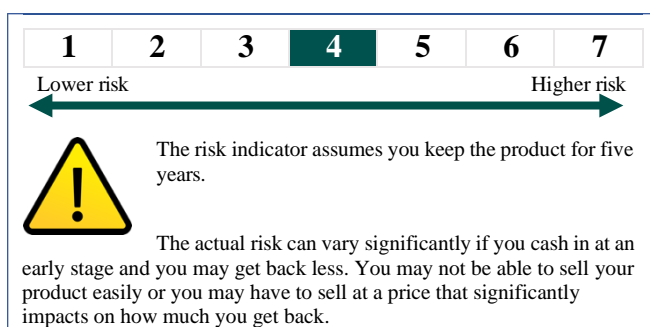 1 2 3 4 5 6 7
Lower risk Higher risk
!
The risk indicator assumes you keep the product for five
years.
The actual risk can vary significantly if you cash in at an
early stage and you may get back less. You may not be able to sell your
product easily or you may have to sell at a price that significantly
impacts on how much you get back.